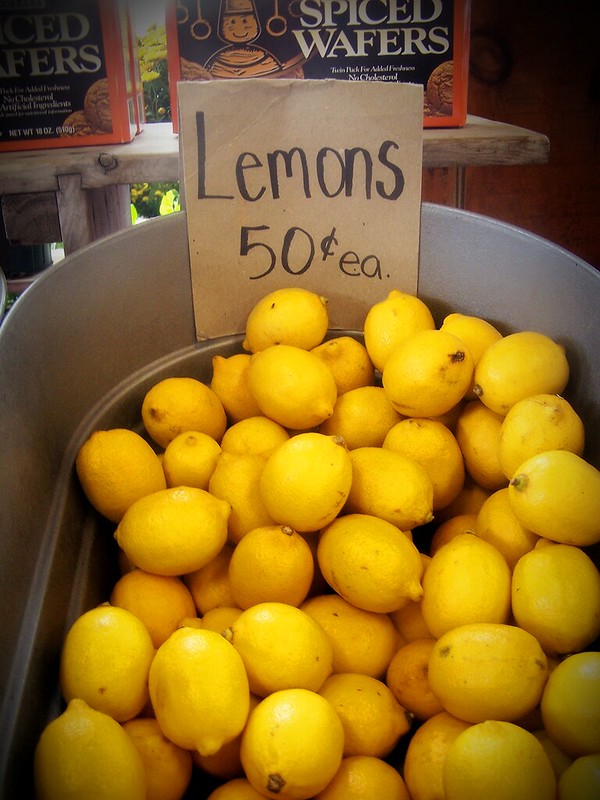 ICED
AFERS
Pack For Added Freshness
No Cholesterol
Artificial Ingredients
NET WT 18 OZ. (510g)
SPICED
WAFERS
Twin Pack For Added Freshness
No Cholesterol
Lemons
50¢ ea.